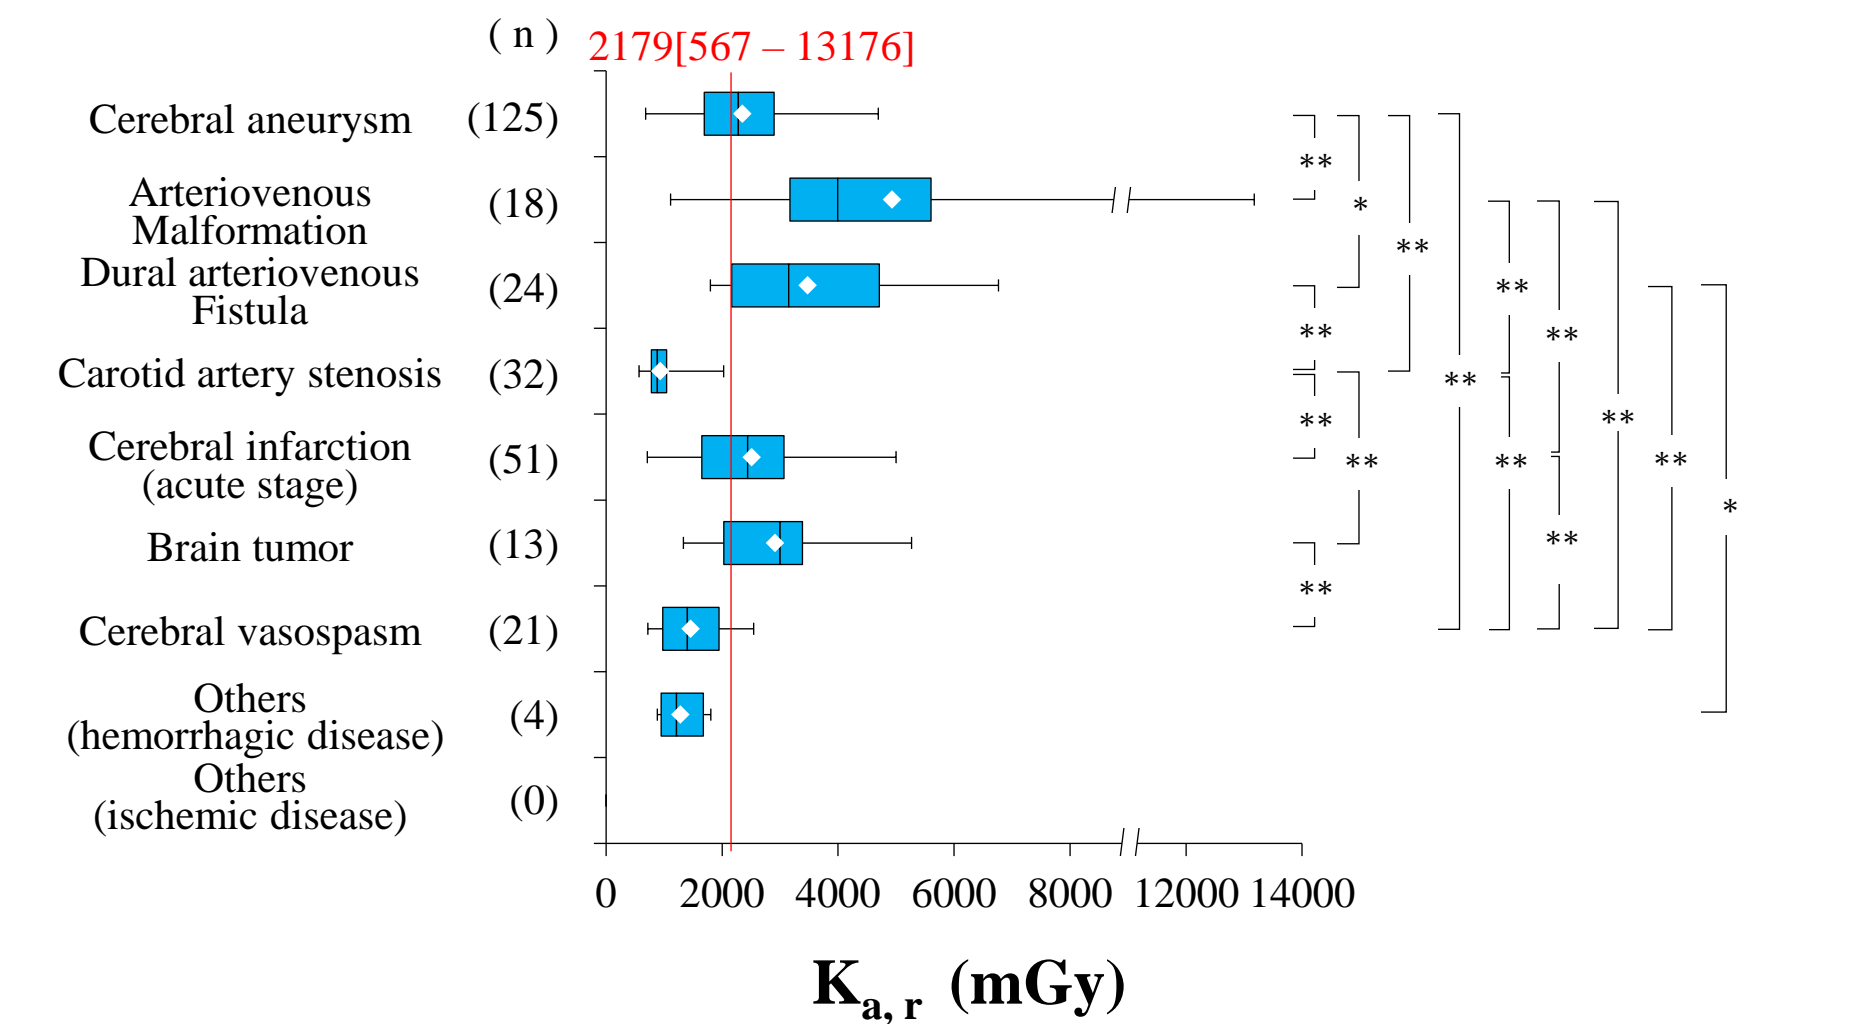 ( n )
2179[567 – 13176]
Cerebral aneurysm (125)
Arteriovenous
Malformation (18)
Dural arteriovenous
Fistula (24)
Carotid artery stenosis (32)
Cerebral infarction
(acute stage) (51)
Brain tumor (13)
Cerebral vasospasm (21)
Others
(hemorrhagic disease) (4)
Others
(ischemic disease) (0)
** * ** ** ** ** ** ** * 
** ** ** ** ** **
0 2000 4000 6000 8000 12000 14000
Ka, r (mGy)